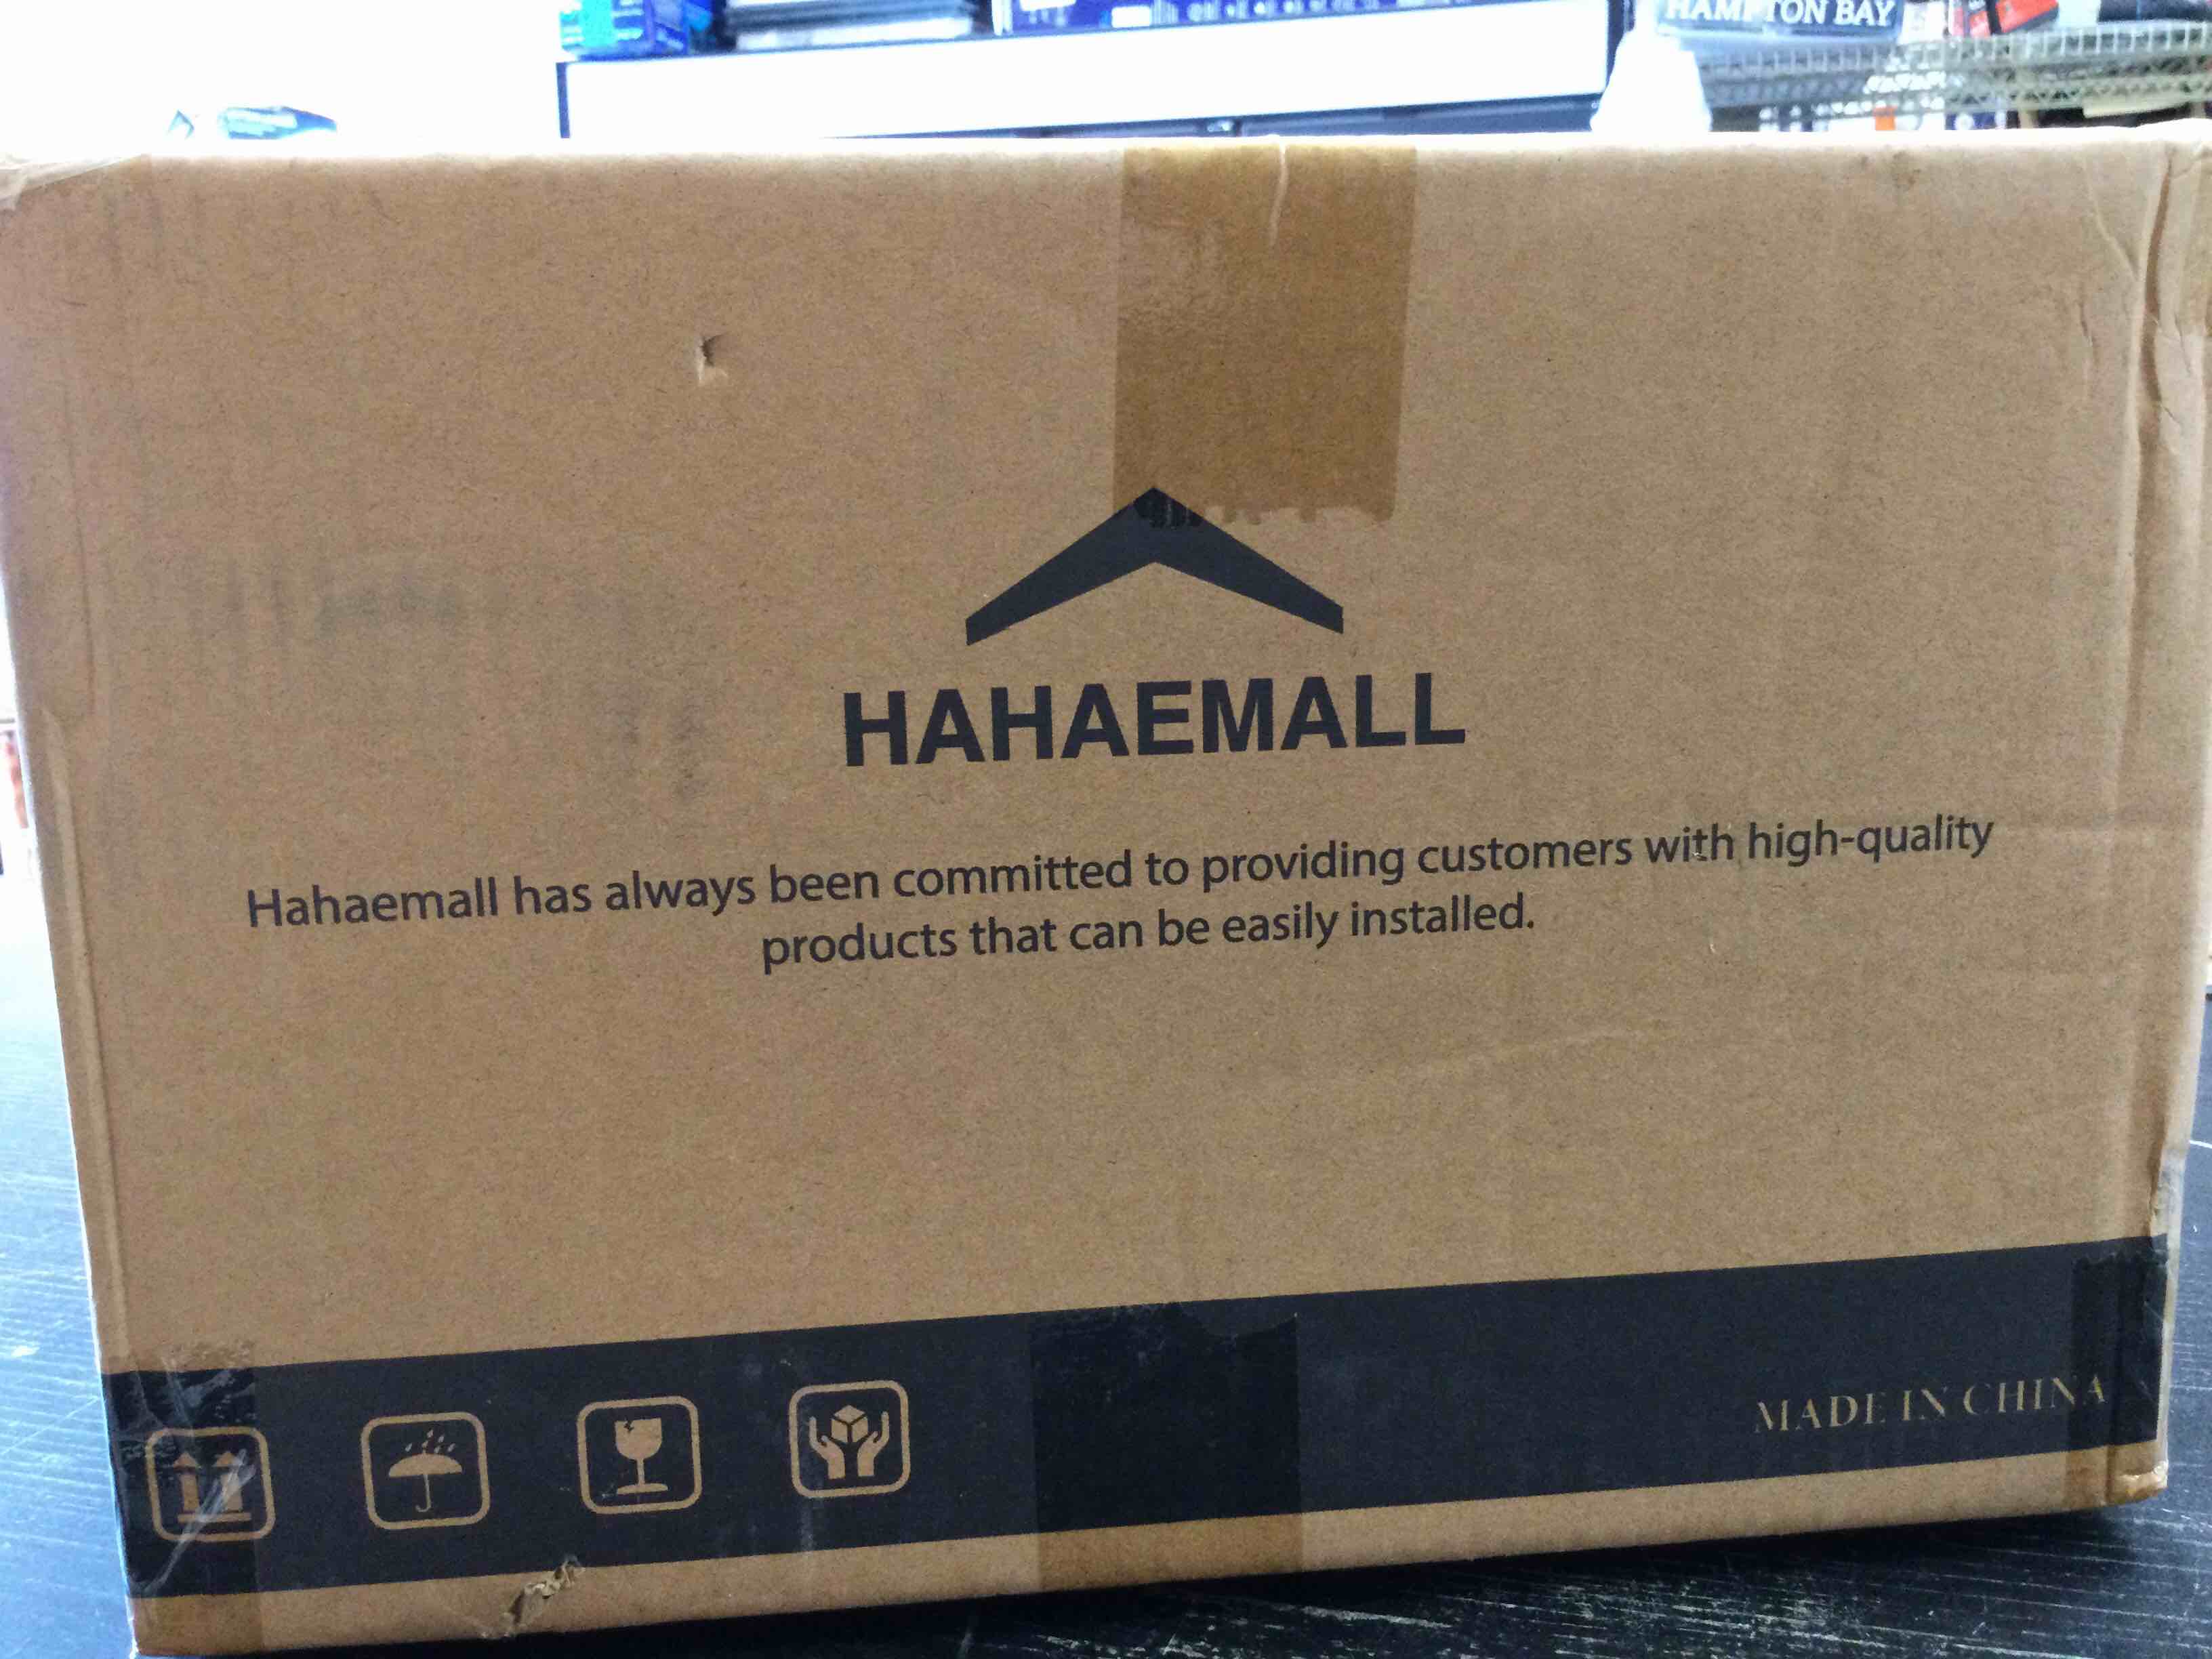 HAMPTON BAY
HAHAEMALL
Hahaemall has always been committed to providing customers with high-quality
products that can be easily installed.
MADE IN CHINA